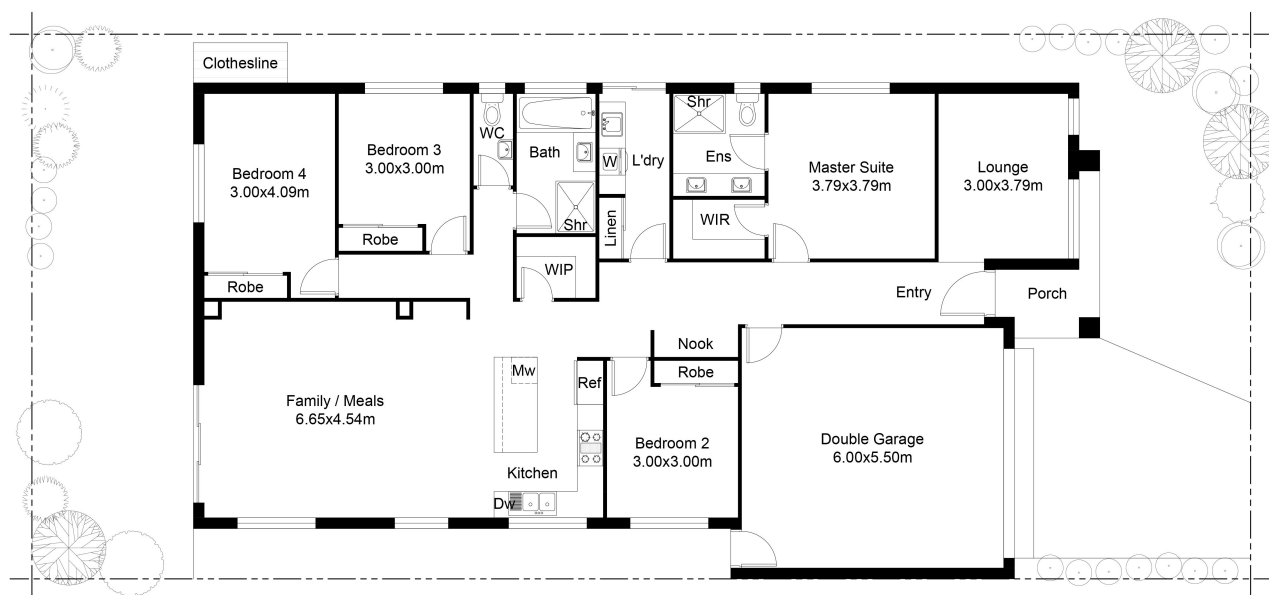 Clothesline
Bedroom 4
3.00x4.09m
Robe
Bedroom 3
3.00x3.00m
Robe
WC
Bath
Shr
WIP
W
L'dry
Linen
Shr
Ens
WIR
Master Suite
3.79x3.79m
Lounge
3.00x3.79m
Entry
Porch
Nook
Robe
Family / Meals
6.65x4.54m
Mw
Ref
Kitchen
Dw
Bedroom 2
3.00x3.00m
Double Garage
6.00x5.50m